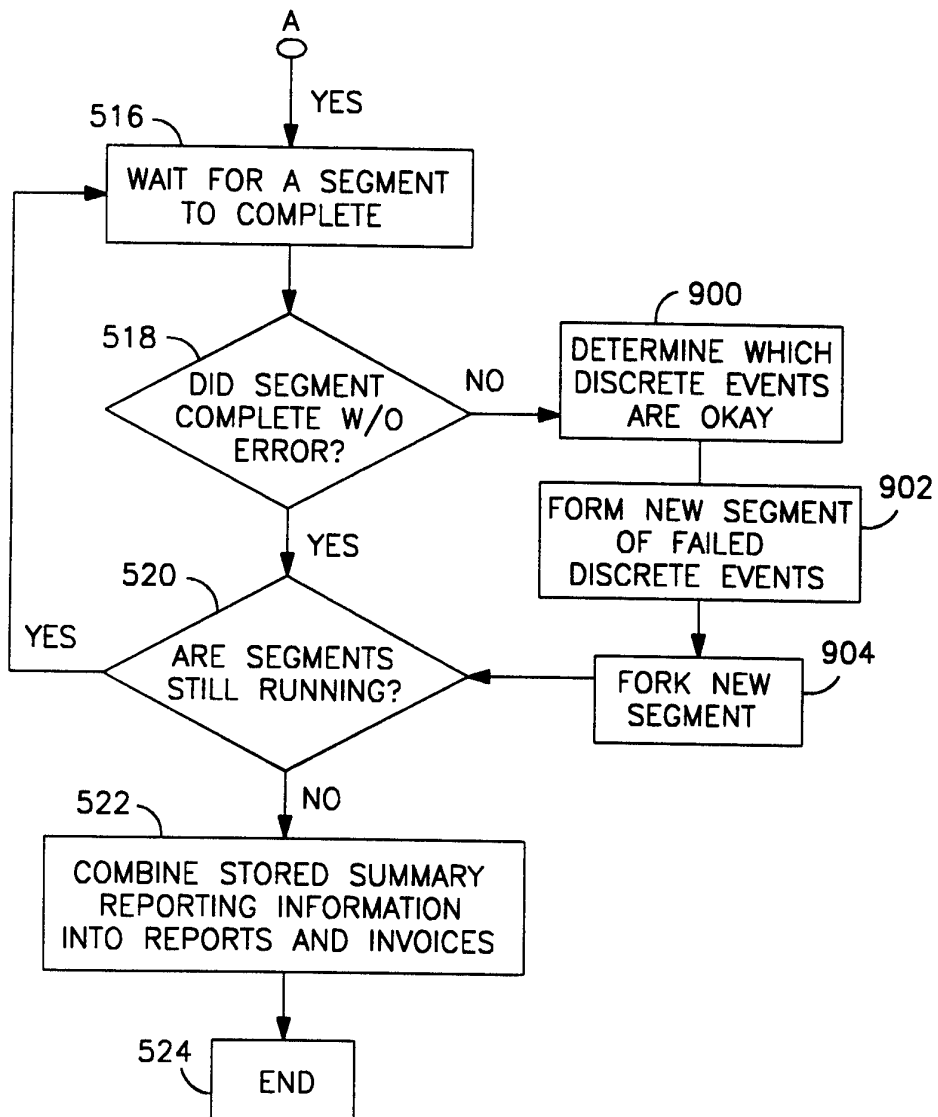 A
YES
516
WAIT FOR A SEGMENT
TO COMPLETE
518
DID SEGMENT
COMPLETE W/O
ERROR?
NO
900
DETERMINE WHICH
DISCRETE EVENTS
ARE OKAY
902
FORM NEW SEGMENT
OF FAILED
DISCRETE EVENTS
YES
520
YES
ARE SEGMENTS
STILL RUNNING?
904
FORK NEW
SEGMENT
NO
522
COMBINE STORED SUMMARY
REPORTING INFORMATION
INTO REPORTS AND INVOICES
524
END